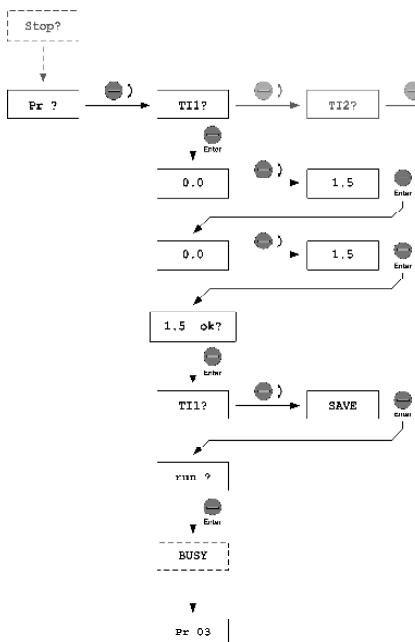 Stop?
Pr ? TI1? TI2?
Enter
0.0 1.5
Enter
0.0 1.5
Enter
1.5 ok?
Enter
TI1? SAVE
Enter
run ?
Enter
BUSY
Pr 03